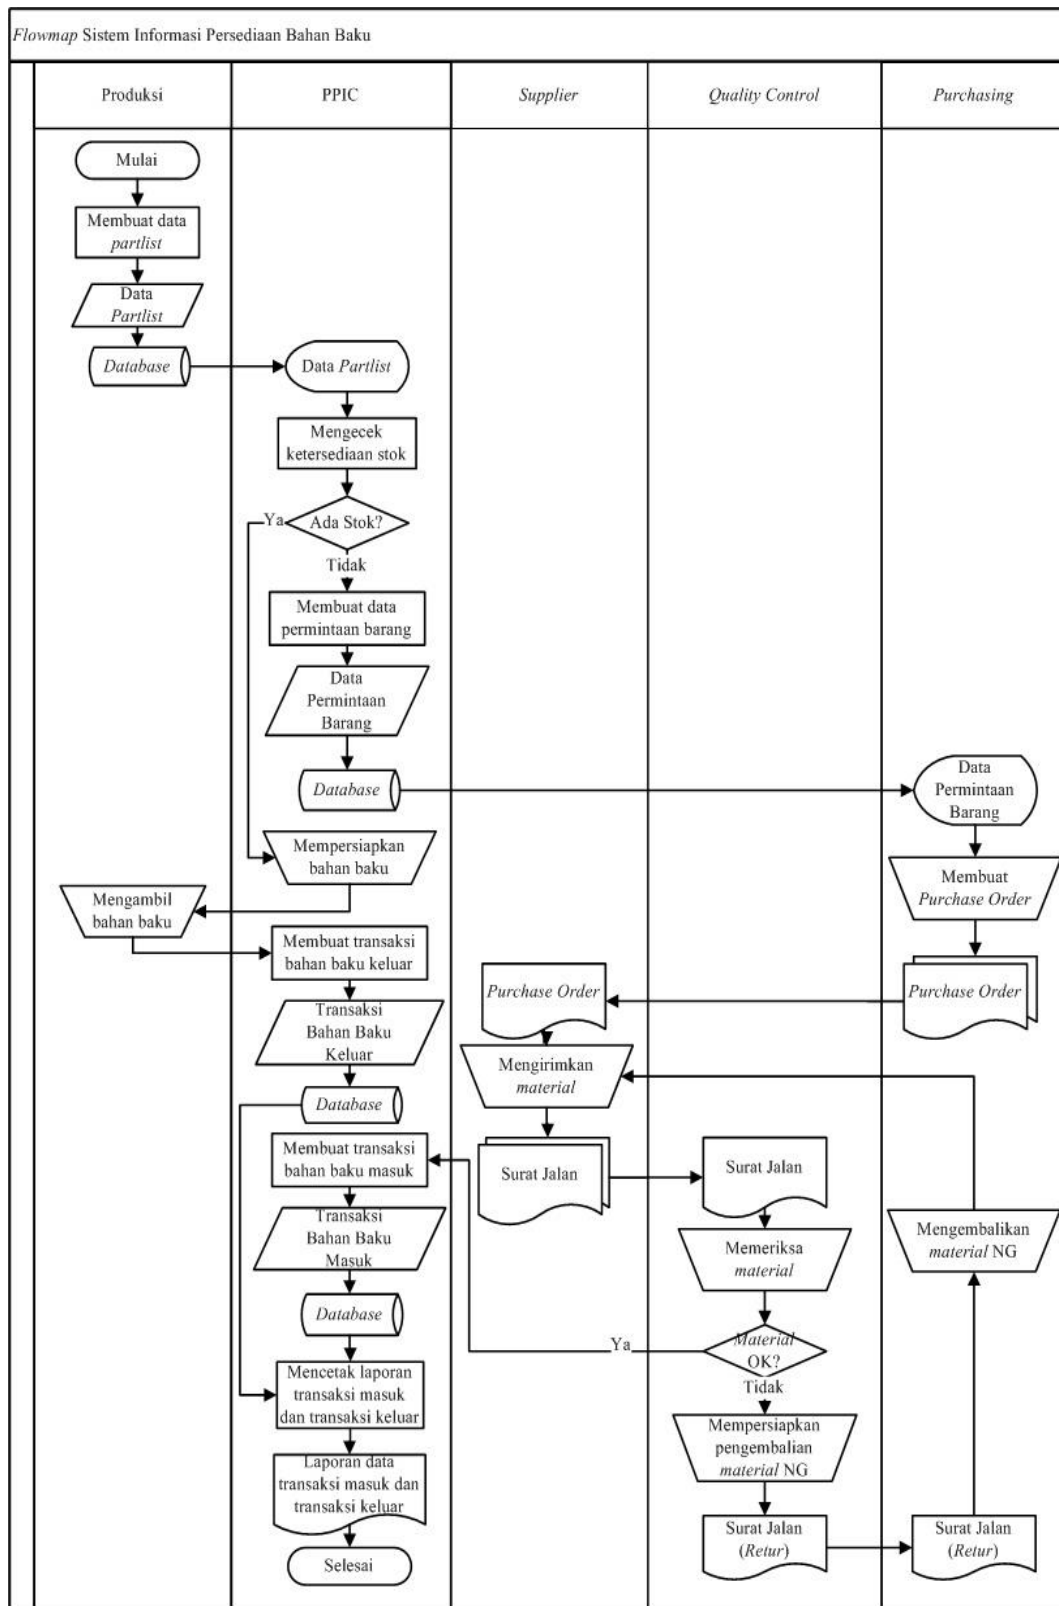 Flowmap Sistem Informasi Persediaan Bahan Baku
Produksi
PPIC
Supplier
Quality Control
Purchasing
Mulai
Membuat data
partlist
Data
Partlist
Database
Data Partlist
Mengecek
ketersediaan stok
Ada Stok?
Ya
Tidak
Membuat data
permintaan barang
Data
Permintaan
Barang
Database
Data
Permintaan
Barang
Membuat
Purchase Order
Purchase Order
Mempersiapkan
bahan baku
Mengambil
bahan baku
Membuat transaksi
bahan baku keluar
Transaksi
Bahan Baku
Keluar
Database
Purchase Order
Mengirimkan
material
Surat Jalan
Surat Jalan
Memeriksa
material
Material
OK?
Ya
Tidak
Membuat transaksi
bahan baku masuk
Transaksi
Bahan Baku
Masuk
Database
Mencetak laporan
transaksi masuk
dan transaksi keluar
Laporan data
transaksi masuk dan
transaksi keluar
Selesai
Mempersiapkan
pengembalian
material NG
Surat Jalan
(Retur)
Surat Jalan
(Retur)
Mengembalikan
material NG